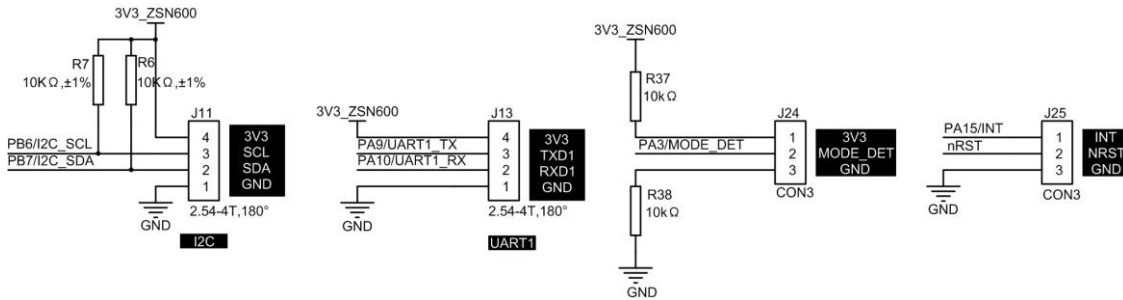 3V3_ZSN600
R7
10KΩ,±1%
R6
10KΩ,±1%
J11
PB6/I2C_SCL
PB7/I2C_SDA
4
3
2
1
3V3
SCL
SDA
GND
GND
2.54-4T,180°
I2C
3V3_ZSN600
J13
PA9/UART1_TX
PA10/UART1_RX
4
3
2
1
3V3
TXD1
RXD1
GND
GND
2.54-4T,180°
UART1
3V3_ZSN600
R37
10kΩ
J24
PA3/MODE_DET
1
2
3
3V3
MODE_DET
GND
CON3
R38
10kΩ
GND
J25
PA15/INT
nRST
1
2
3
INT
NRST
GND
GND
CON3